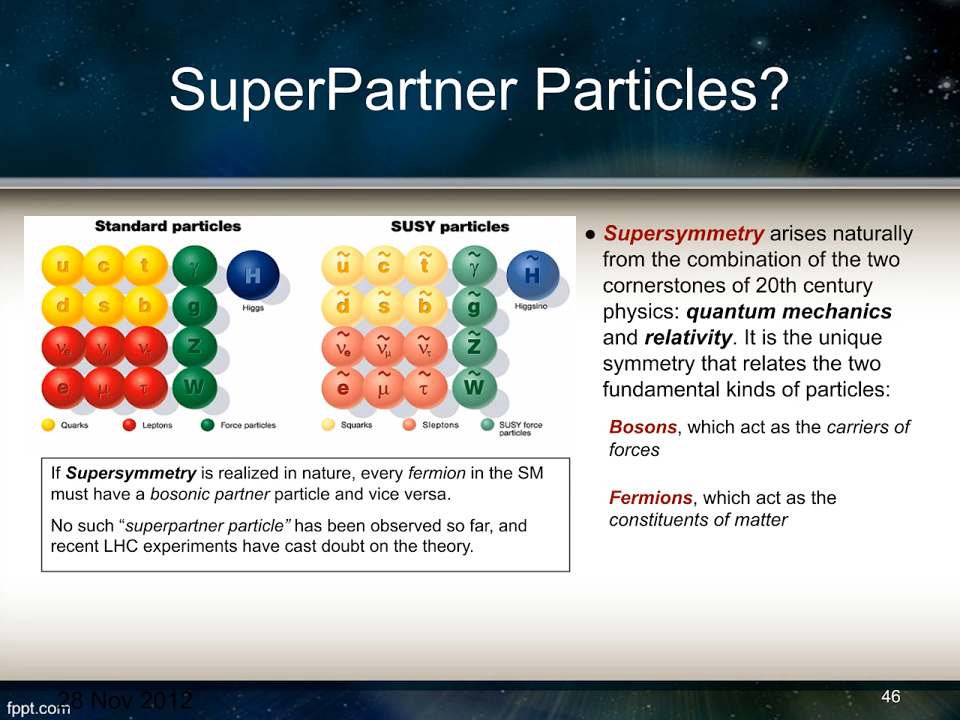 SuperPartner Particles?
Standard particles
u c t γ H
Higgs
d s b g
νe νμ ντ Z
e μ τ W
Quarks Leptons Force particles
SUSY particles
ũ c̃ t̃ γ̃ H̃
Higgsino
d̃ s̃ b̃ g̃
ν̃e ν̃μ ν̃τ Z̃
ẽ μ̃ τ̃ W̃
Squarks Sleptons SUSY force
particles
If Supersymmetry is realized in nature, every fermion in the SM
must have a bosonic partner particle and vice versa.
No such “superpartner particle” has been observed so far, and
recent LHC experiments have cast doubt on the theory.
● Supersymmetry arises naturally
from the combination of the two
cornerstones of 20th century
physics: quantum mechanics
and relativity. It is the unique
symmetry that relates the two
fundamental kinds of particles:
Bosons, which act as the carriers of
forces
Fermions, which act as the
constituents of matter
28 Nov 2012
fppt.com
46